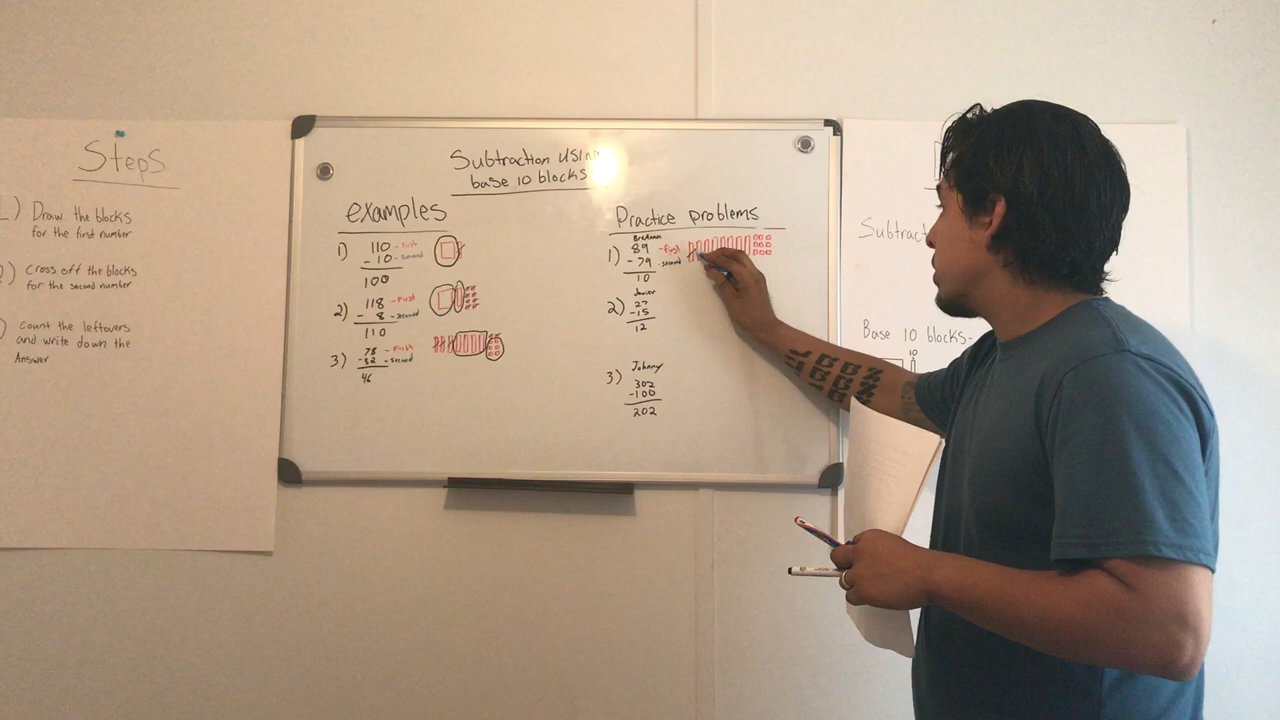 Steps
1) Draw the blocks
for the first number
2) Cross off the blocks
for the second number
) Count the leftovers
and write down the
Answer
Subtraction Usin
base 10 blocks
examples
1) 110 - First
- 10 - second
100
2) 118 - First
- 8 - second
110
3) 78 - First
- 32 - second
46
Practice problems
1) 89 - First
- 79 - second
10
Javier
2) 27
- 15
12
Johnny
3) 302
- 100
202
Subtract
Base 10 blocks-
10